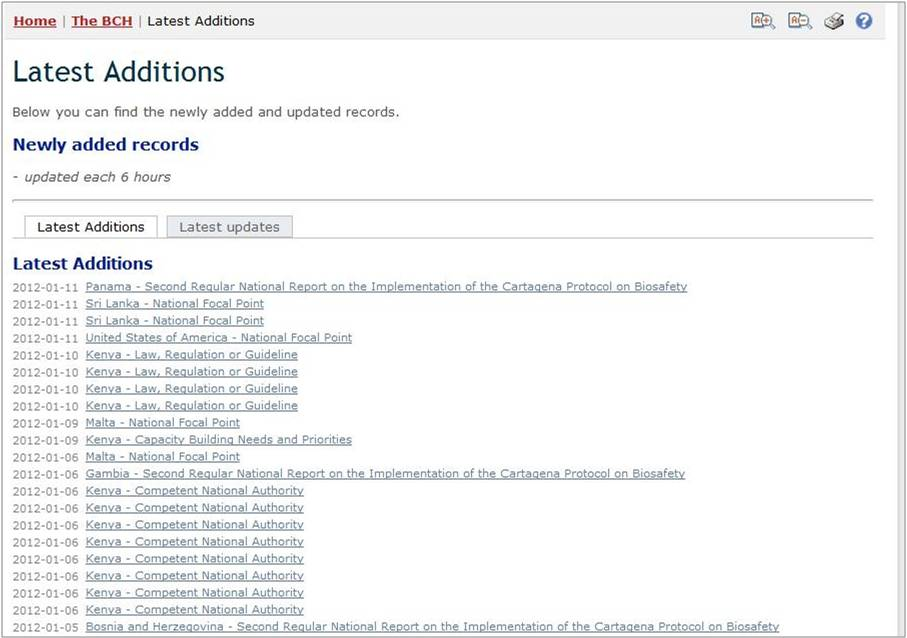 Home | The BCH | Latest Additions
Latest Additions
Below you can find the newly added and updated records.
Newly added records
- updated each 6 hours
Latest Additions Latest updates
Latest Additions
2012-01-11 Panama - Second Regular National Report on the Implementation of the Cartagena Protocol on Biosafety
2012-01-11 Sri Lanka - National Focal Point
2012-01-11 Sri Lanka - National Focal Point
2012-01-11 United States of America - National Focal Point
2012-01-10 Kenya - Law, Regulation or Guideline
2012-01-10 Kenya - Law, Regulation or Guideline
2012-01-10 Kenya - Law, Regulation or Guideline
2012-01-10 Kenya - Law, Regulation or Guideline
2012-01-09 Malta - National Focal Point
2012-01-09 Kenya - Capacity Building Needs and Priorities
2012-01-06 Malta - National Focal Point
2012-01-06 Gambia - Second Regular National Report on the Implementation of the Cartagena Protocol on Biosafety
2012-01-06 Kenya - Competent National Authority
2012-01-06 Kenya - Competent National Authority
2012-01-06 Kenya - Competent National Authority
2012-01-06 Kenya - Competent National Authority
2012-01-06 Kenya - Competent National Authority
2012-01-06 Kenya - Competent National Authority
2012-01-06 Kenya - Competent National Authority
2012-01-06 Kenya - Competent National Authority
2012-01-05 Bosnia and Herzegovina - Second Regular National Report on the Implementation of the Cartagena Protocol on Biosafety